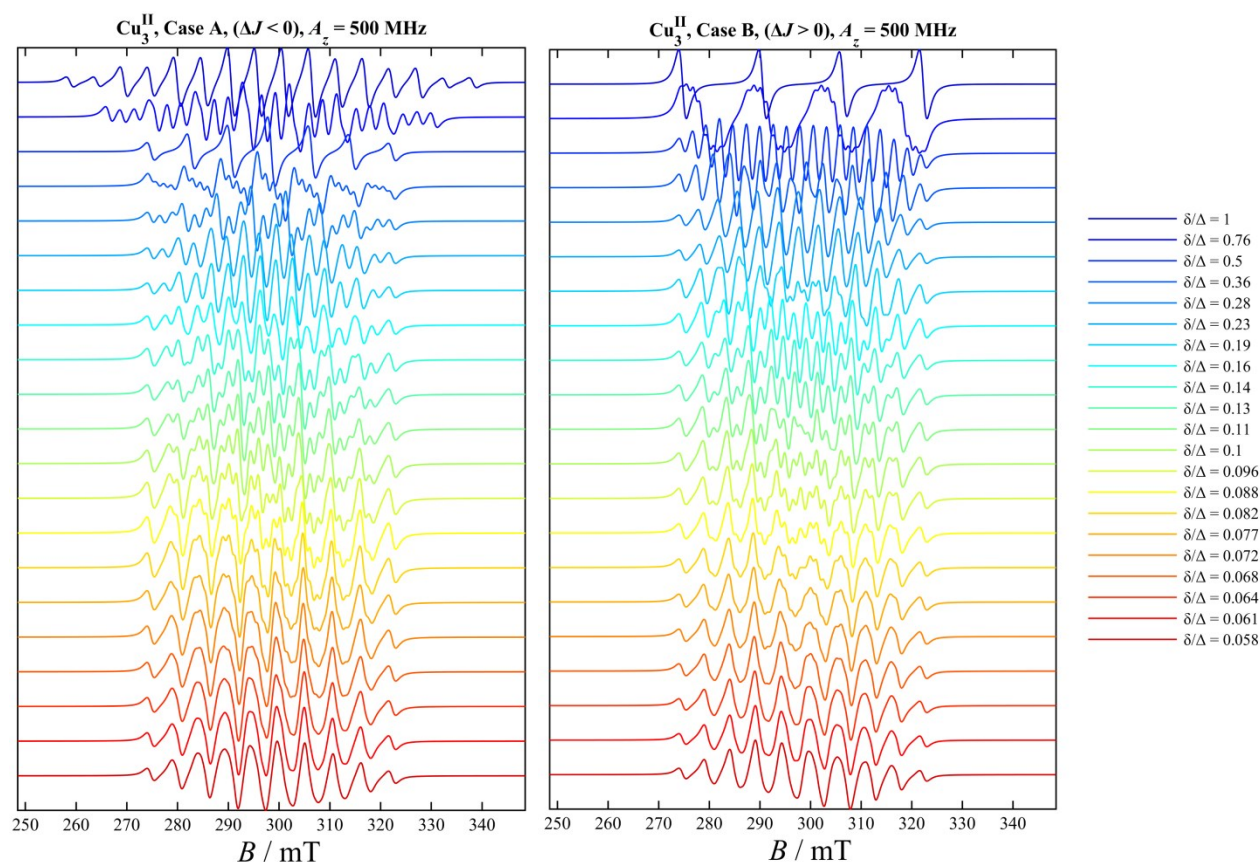 Cu₃ᴵᴵ, Case A, (ΔJ < 0), A_z = 500 MHz
250 260 270 280 290 300 310 320 330 340
B / mT
Cu₃ᴵᴵ, Case B, (ΔJ > 0), A_z = 500 MHz
250 260 270 280 290 300 310 320 330 340
B / mT
δ/Δ = 1
δ/Δ = 0.76
δ/Δ = 0.5
δ/Δ = 0.36
δ/Δ = 0.28
δ/Δ = 0.23
δ/Δ = 0.19
δ/Δ = 0.16
δ/Δ = 0.14
δ/Δ = 0.13
δ/Δ = 0.11
δ/Δ = 0.1
δ/Δ = 0.096
δ/Δ = 0.088
δ/Δ = 0.082
δ/Δ = 0.077
δ/Δ = 0.072
δ/Δ = 0.068
δ/Δ = 0.064
δ/Δ = 0.061
δ/Δ = 0.058